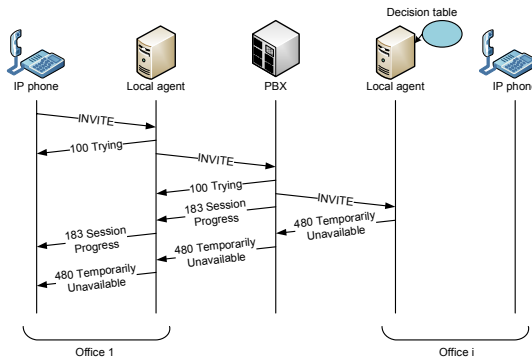 Decision table
IP phone
Local agent
PBX
Local agent
IP phone
INVITE
100 Trying
INVITE
100 Trying
INVITE
183 Session
Progress
480 Temporarily
Unavailable
183 Session
Progress
480 Temporarily
Unavailable
480 Temporarily
Unavailable
Office 1
Office i